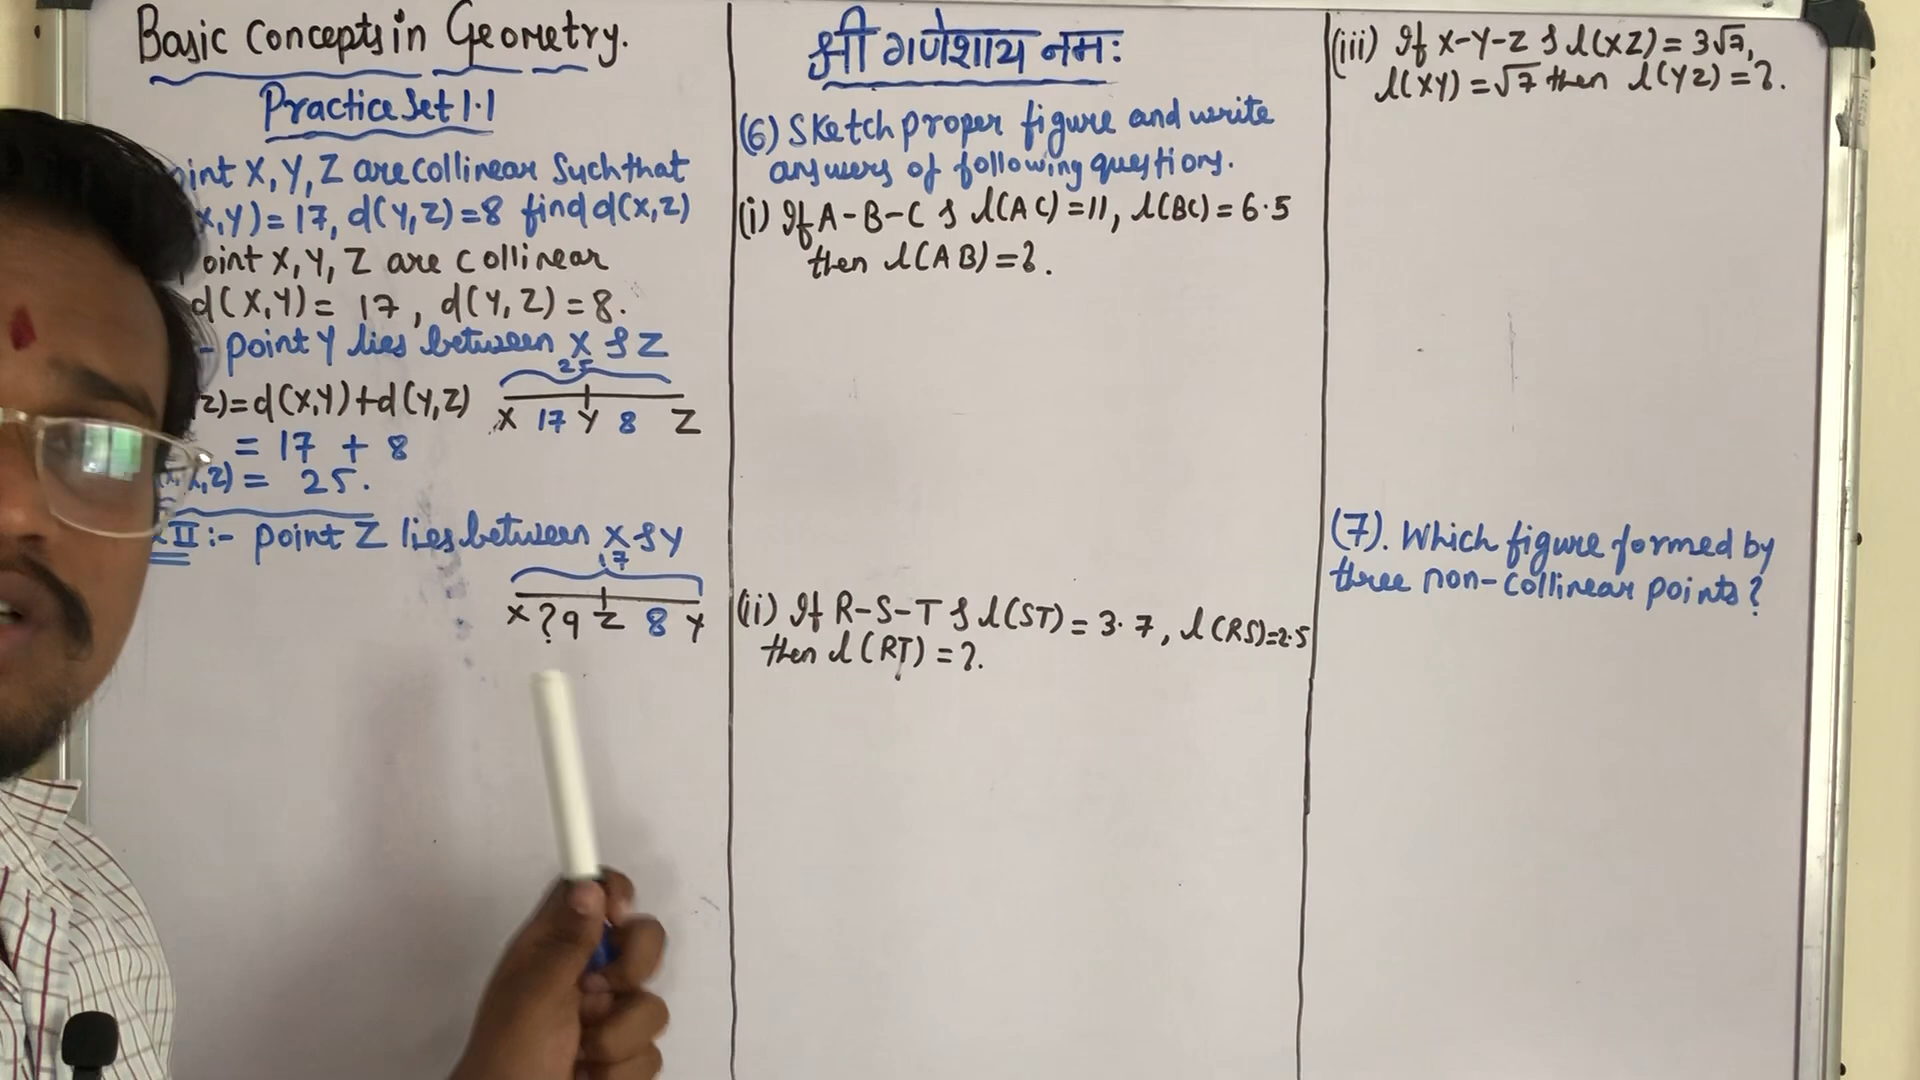 Basic Concepts in Geometry.
Practice Set 1.1
oint X, Y, Z are collinear Such that
x,y) = 17, d(y,z) = 8 find d(x,z)
oint X, Y, Z are collinear
d(X,Y) = 17, d(Y,Z) = 8.
- point Y lies between X & Z
25
z) = d(X,Y) + d(Y,Z)
X 17 Y 8 Z
= 17 + 8
,z) = 25.
II :- point Z lies between X & Y
17
X ? 9 Z 8 Y
श्री गणेशाय नमः
(6) Sketch proper figure and write
answers of following questions.
(i) If A-B-C & l(AC) = 11, l(BC) = 6.5
then l(AB) = ?.
(ii) If R-S-T & l(ST) = 3.7, l(RS)=2.5
then l(RT) = ?.
(iii) If X-Y-Z & l(XZ) = 3√7,
l(XY) = √7 then l(YZ) = ?.
(7). Which figure formed by
three non-collinear points?